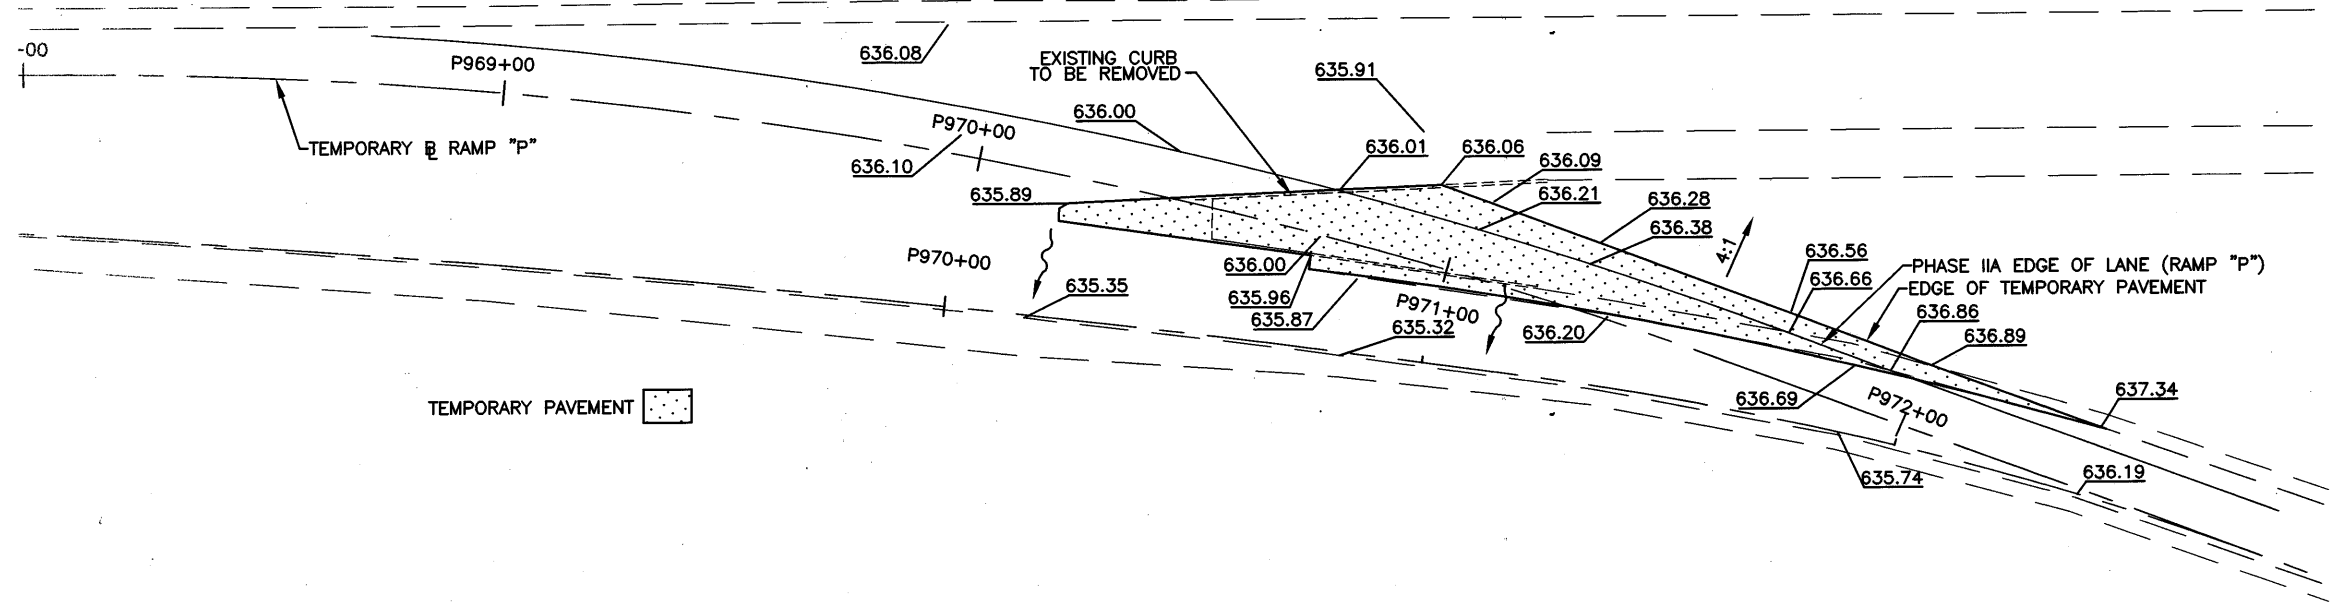 -00
P969+00
636.08
EXISTING CURB
TO BE REMOVED
635.91
636.00
P970+00
TEMPORARY ℄ RAMP "P"
636.10
636.01
636.06
636.09
635.89
636.21
636.28
636.38
4:1
P970+00
636.00
636.56
PHASE IIA EDGE OF LANE (RAMP "P")
636.66
EDGE OF TEMPORARY PAVEMENT
635.35
635.96
P971+00
635.87
635.32
636.20
636.86
636.89
637.34
636.69
P972+00
TEMPORARY PAVEMENT
636.19
635.74